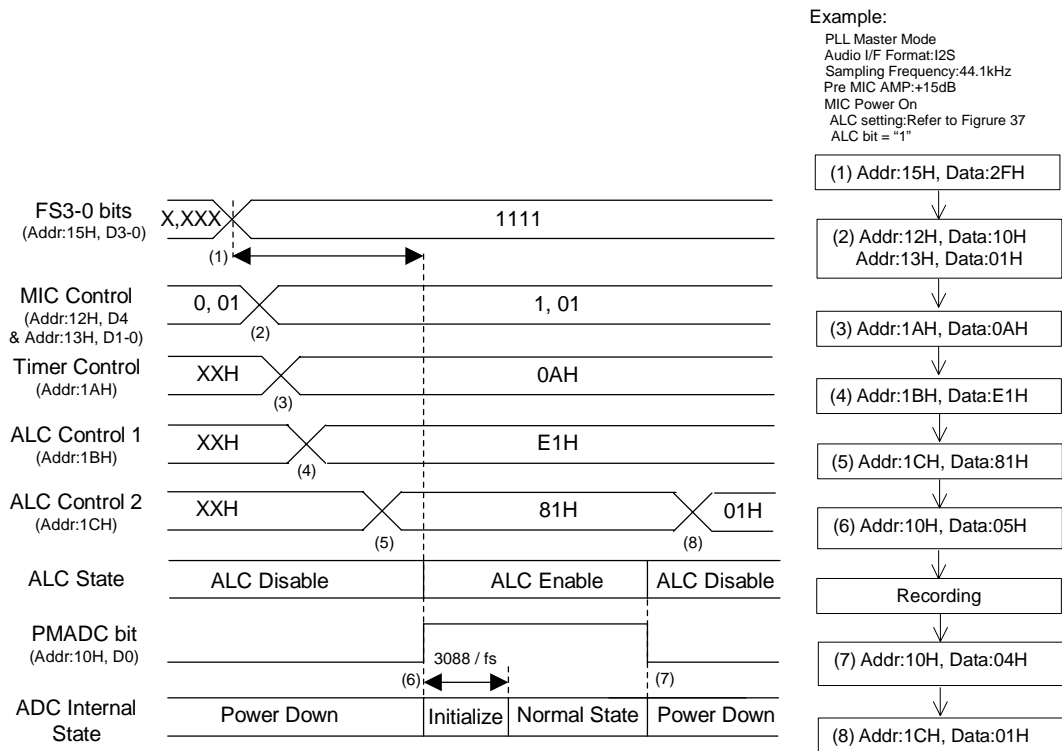 Example:
PLL Master Mode
Audio I/F Format:I2S
Sampling Frequency:44.1kHz
Pre MIC AMP:+15dB
MIC Power On
ALC setting:Refer to Figrure 37
ALC bit = “1”
(1) Addr:15H, Data:2FH
(2) Addr:12H, Data:10H
Addr:13H, Data:01H
(3) Addr:1AH, Data:0AH
(4) Addr:1BH, Data:E1H
(5) Addr:1CH, Data:81H
(6) Addr:10H, Data:05H
Recording
(7) Addr:10H, Data:04H
(8) Addr:1CH, Data:01H
FS3-0 bits
(Addr:15H, D3-0)
X,XXX
1111
(1)
MIC Control
(Addr:12H, D4
& Addr:13H, D1-0)
0, 01
1, 01
(2)
Timer Control
(Addr:1AH)
XXH
0AH
(3)
ALC Control 1
(Addr:1BH)
XXH
E1H
(4)
ALC Control 2
(Addr:1CH)
XXH
81H
01H
(5)
(8)
ALC State
ALC Disable
ALC Enable
ALC Disable
PMADC bit
(Addr:10H, D0)
3088 / fs
(6)
(7)
ADC Internal
State
Power Down
Initialize
Normal State
Power Down